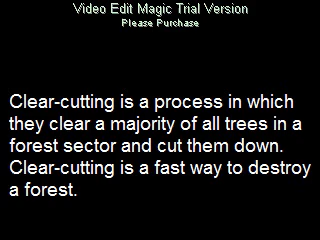 Video Edit Magic Trial Version
Please Purchase
Clear-cutting is a process in which
they clear a majority of all trees in a
forest sector and cut them down.
Clear-cutting is a fast way to destroy
a forest.